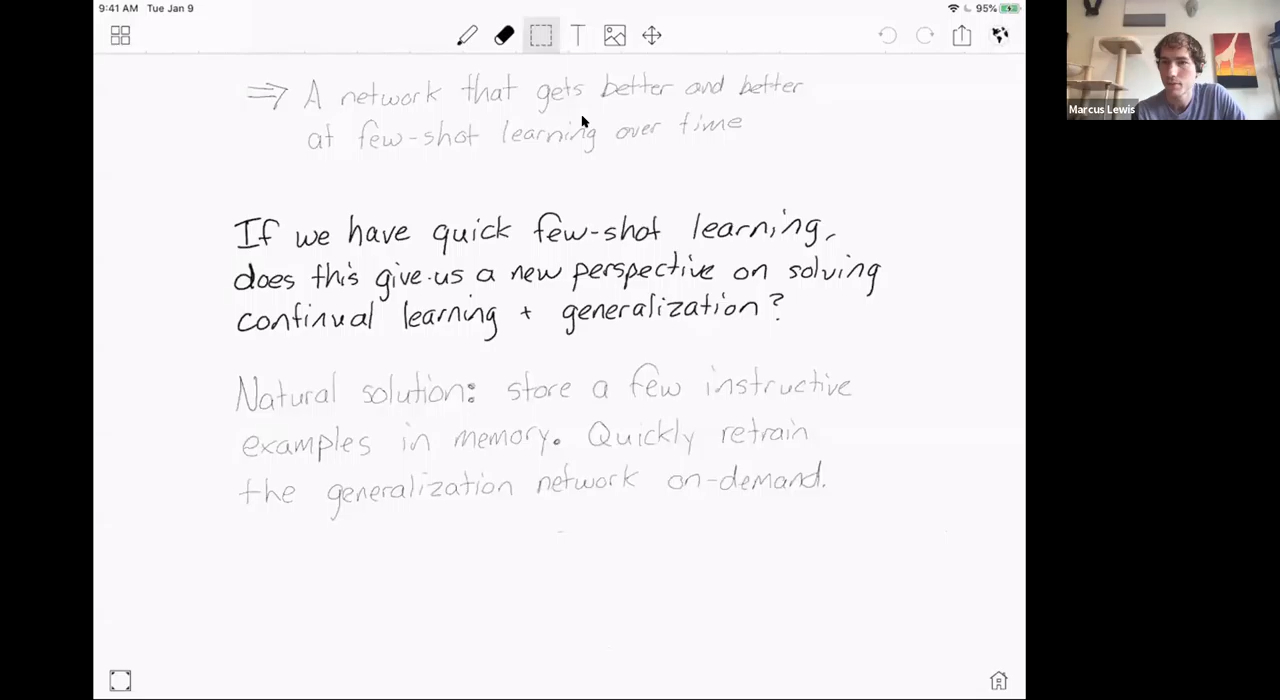 9:41 AM Tue Jan 9
95%
T
Marcus Lewis
⇒ A network that gets better and better
at few-shot learning over time
If we have quick few-shot learning,
does this give us a new perspective on solving
continual learning + generalization?
Natural solution: store a few instructive
examples in memory. Quickly retrain
the generalization network on-demand.